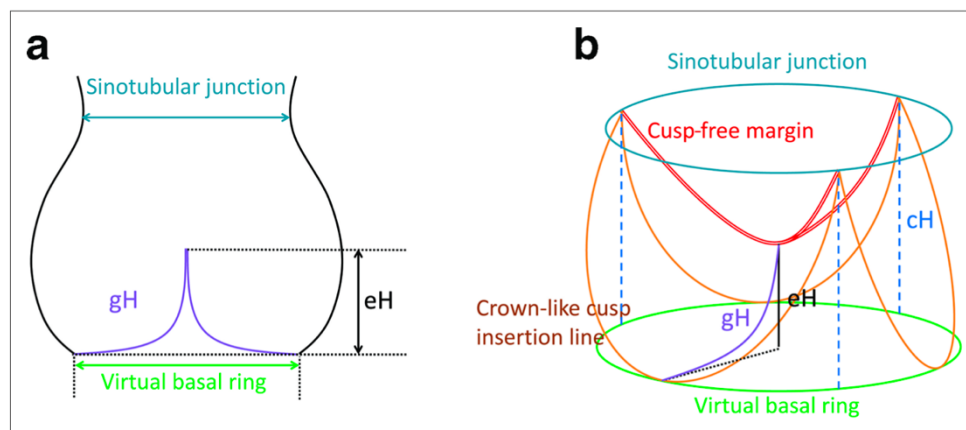 a
Sinotubular junction
gH
eH
Virtual basal ring
b
Sinotubular junction
Cusp-free margin
cH
Crown-like cusp
insertion line
gH
eH
Virtual basal ring